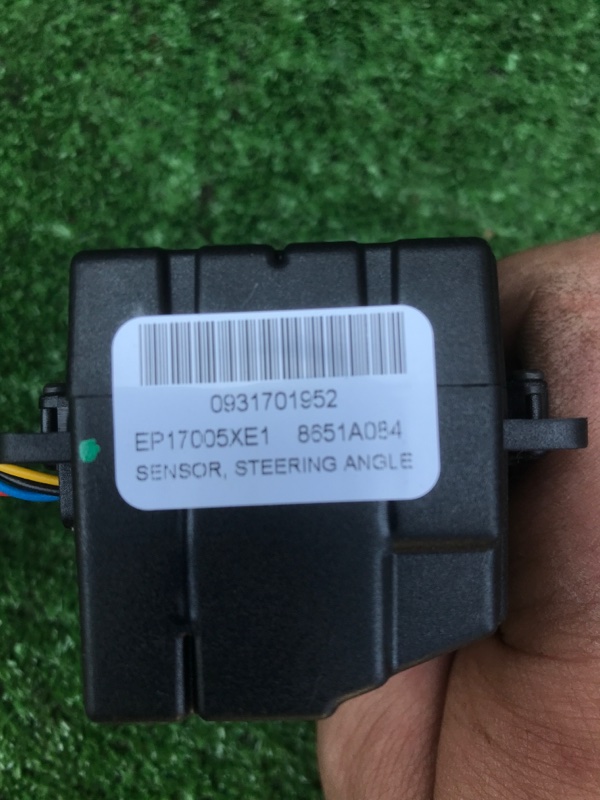 0931701952
EP17005XE1 8651A084
SENSOR, STEERING ANGLE